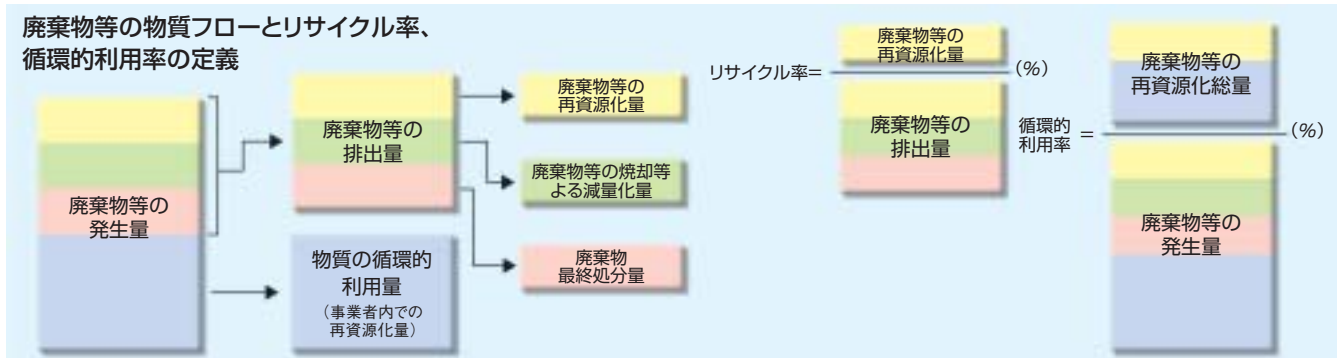 廃棄物等の物質フローとリサイクル率、
循環的利用率の定義
廃棄物等の
発生量
廃棄物等の
排出量
物質の循環的
利用量
（事業者内での
再資源化量）
廃棄物等の
再資源化量
廃棄物等の焼却等
よる減量化量
廃棄物
最終処分量
リサイクル率=
廃棄物等の
再資源化量
(%)
廃棄物等の
排出量
循環的
利用率
=
廃棄物等の
再資源化総量
(%)
廃棄物等の
発生量